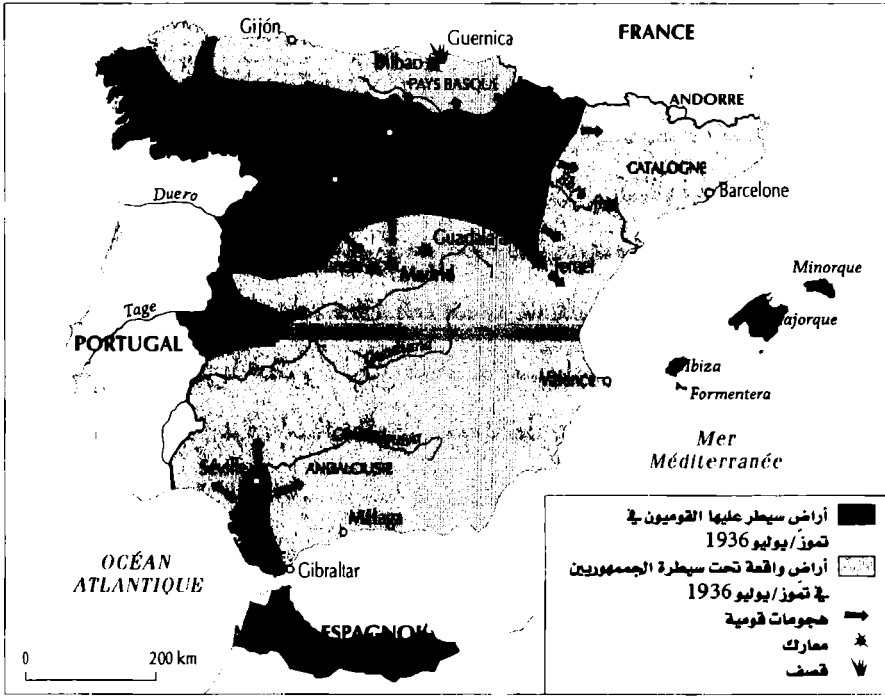 Gijón
Guernica
FRANCE
Bilbao
PAYS BASQUE
ANDORRE
CATALOGNE
Barcelone
Duero
Madrid
Teruel
Minorque
Tage
PORTUGAL
Ibiza
Formentera
Valence
Mer
Méditerranée
Séville
ANDALOUSIE
Málaga
OCÉAN
ATLANTIQUE
Gibraltar
0 200 km
أراضٍ سيطر عليها القوميون في
تموز/يوليو 1936
أراضٍ واقعة تحت سيطرة الجمهوريين
في تموز/يوليو 1936
هجومات قومية
معارك
قصف